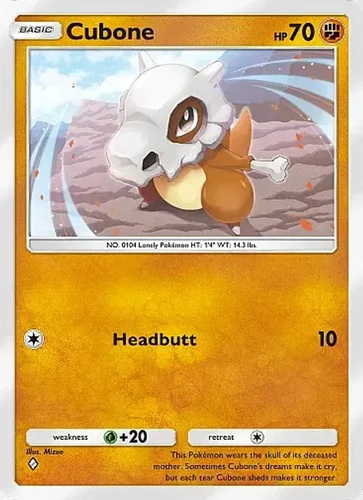 BASIC Cubone HP 70
NO. 0104 Lonely Pokémon HT: 1'4" WT: 14.3 lbs.
Headbutt 10
weakness +20 retreat
Illus. Mizue
This Pokémon wears the skull of its deceased
mother. Sometimes Cubone's dreams make it cry,
but each tear Cubone sheds makes it stronger.